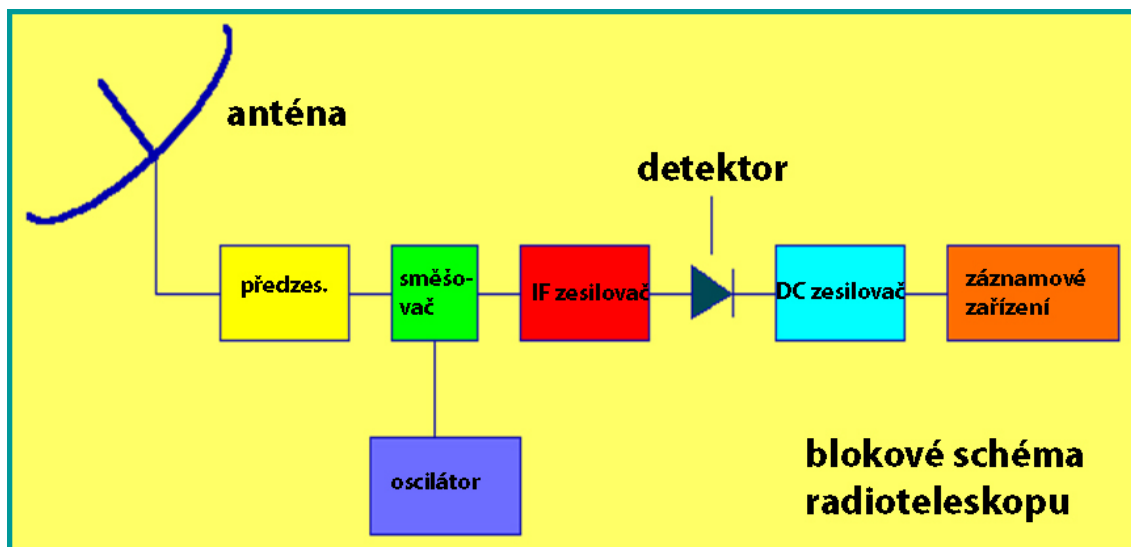 anténa
detektor
předzes.
směšo-
vač
IF zesilovač
DC zesilovač
záznamové
zařízení
oscilátor
blokové schéma
radioteleskopu